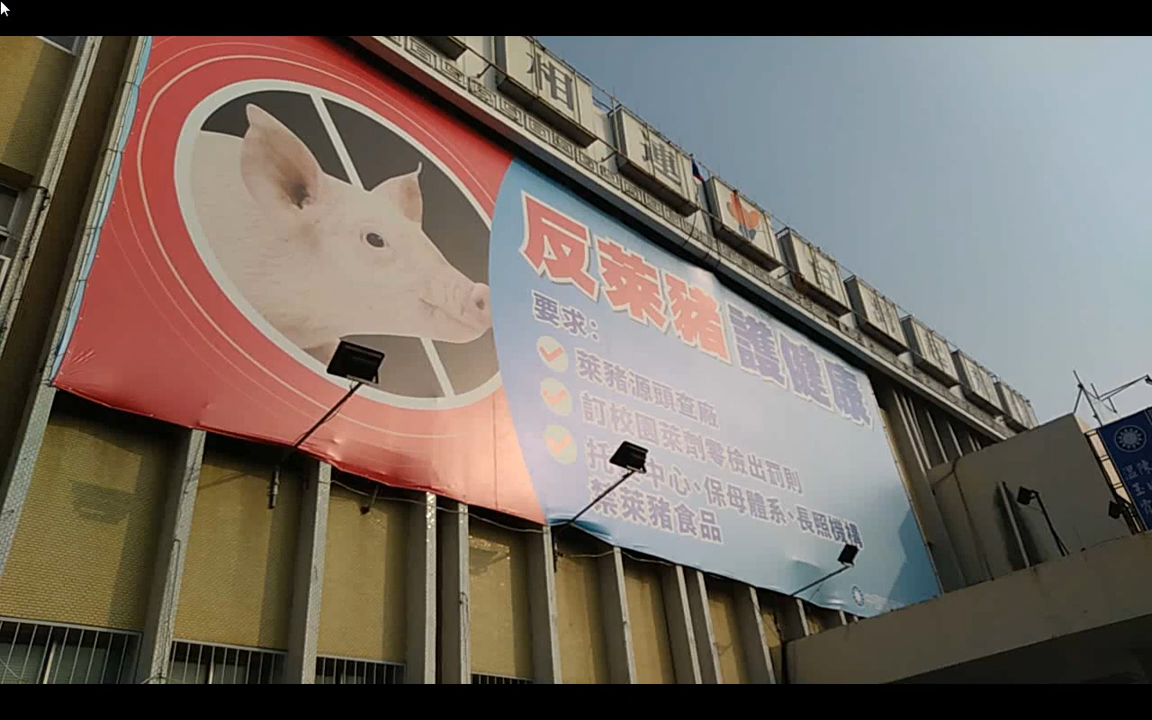 相連
反萊豬 護健康
要求:
萊豬源頭查廠
訂校園萊劑零檢出罰則
托 中心、保母體系、長照機構
禁萊豬食品